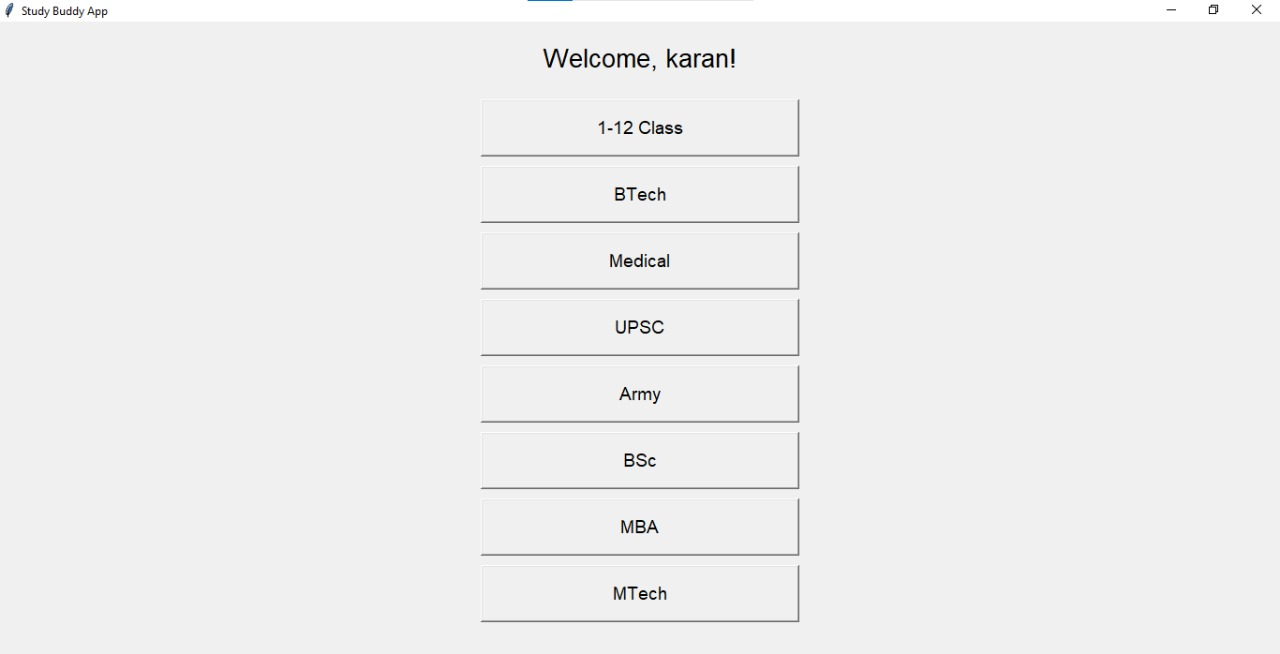 Study Buddy App
Welcome, karan!
1-12 Class
BTech
Medical
UPSC
Army
BSc
MBA
MTech